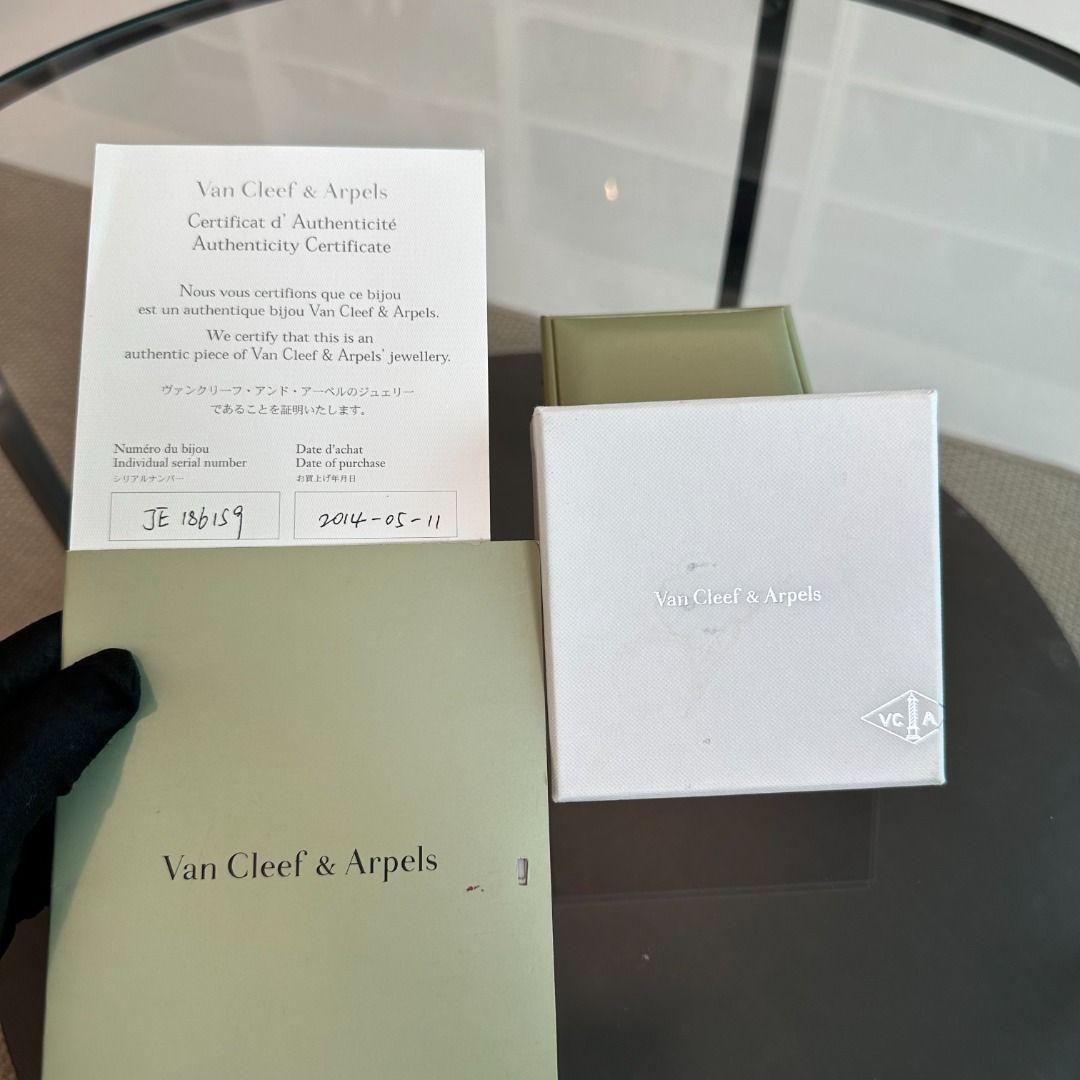 Van Cleef & Arpels
Certificat d' Authenticité
Authenticity Certificate
Nous vous certifions que ce bijou
est un authentique bijou Van Cleef & Arpels.
We certify that this is an
authentic piece of Van Cleef & Arpels' jewellery.
ヴァンクリーフ・アンド・アーペルのジュエリー
であることを証明いたします。
Numéro du bijou
Individual serial number
シリアルナンバー
JE 186159
Date d'achat
Date of purchase
お買上げ年月日
2014-05-11
Van Cleef & Arpels
VC A
Van Cleef & Arpels